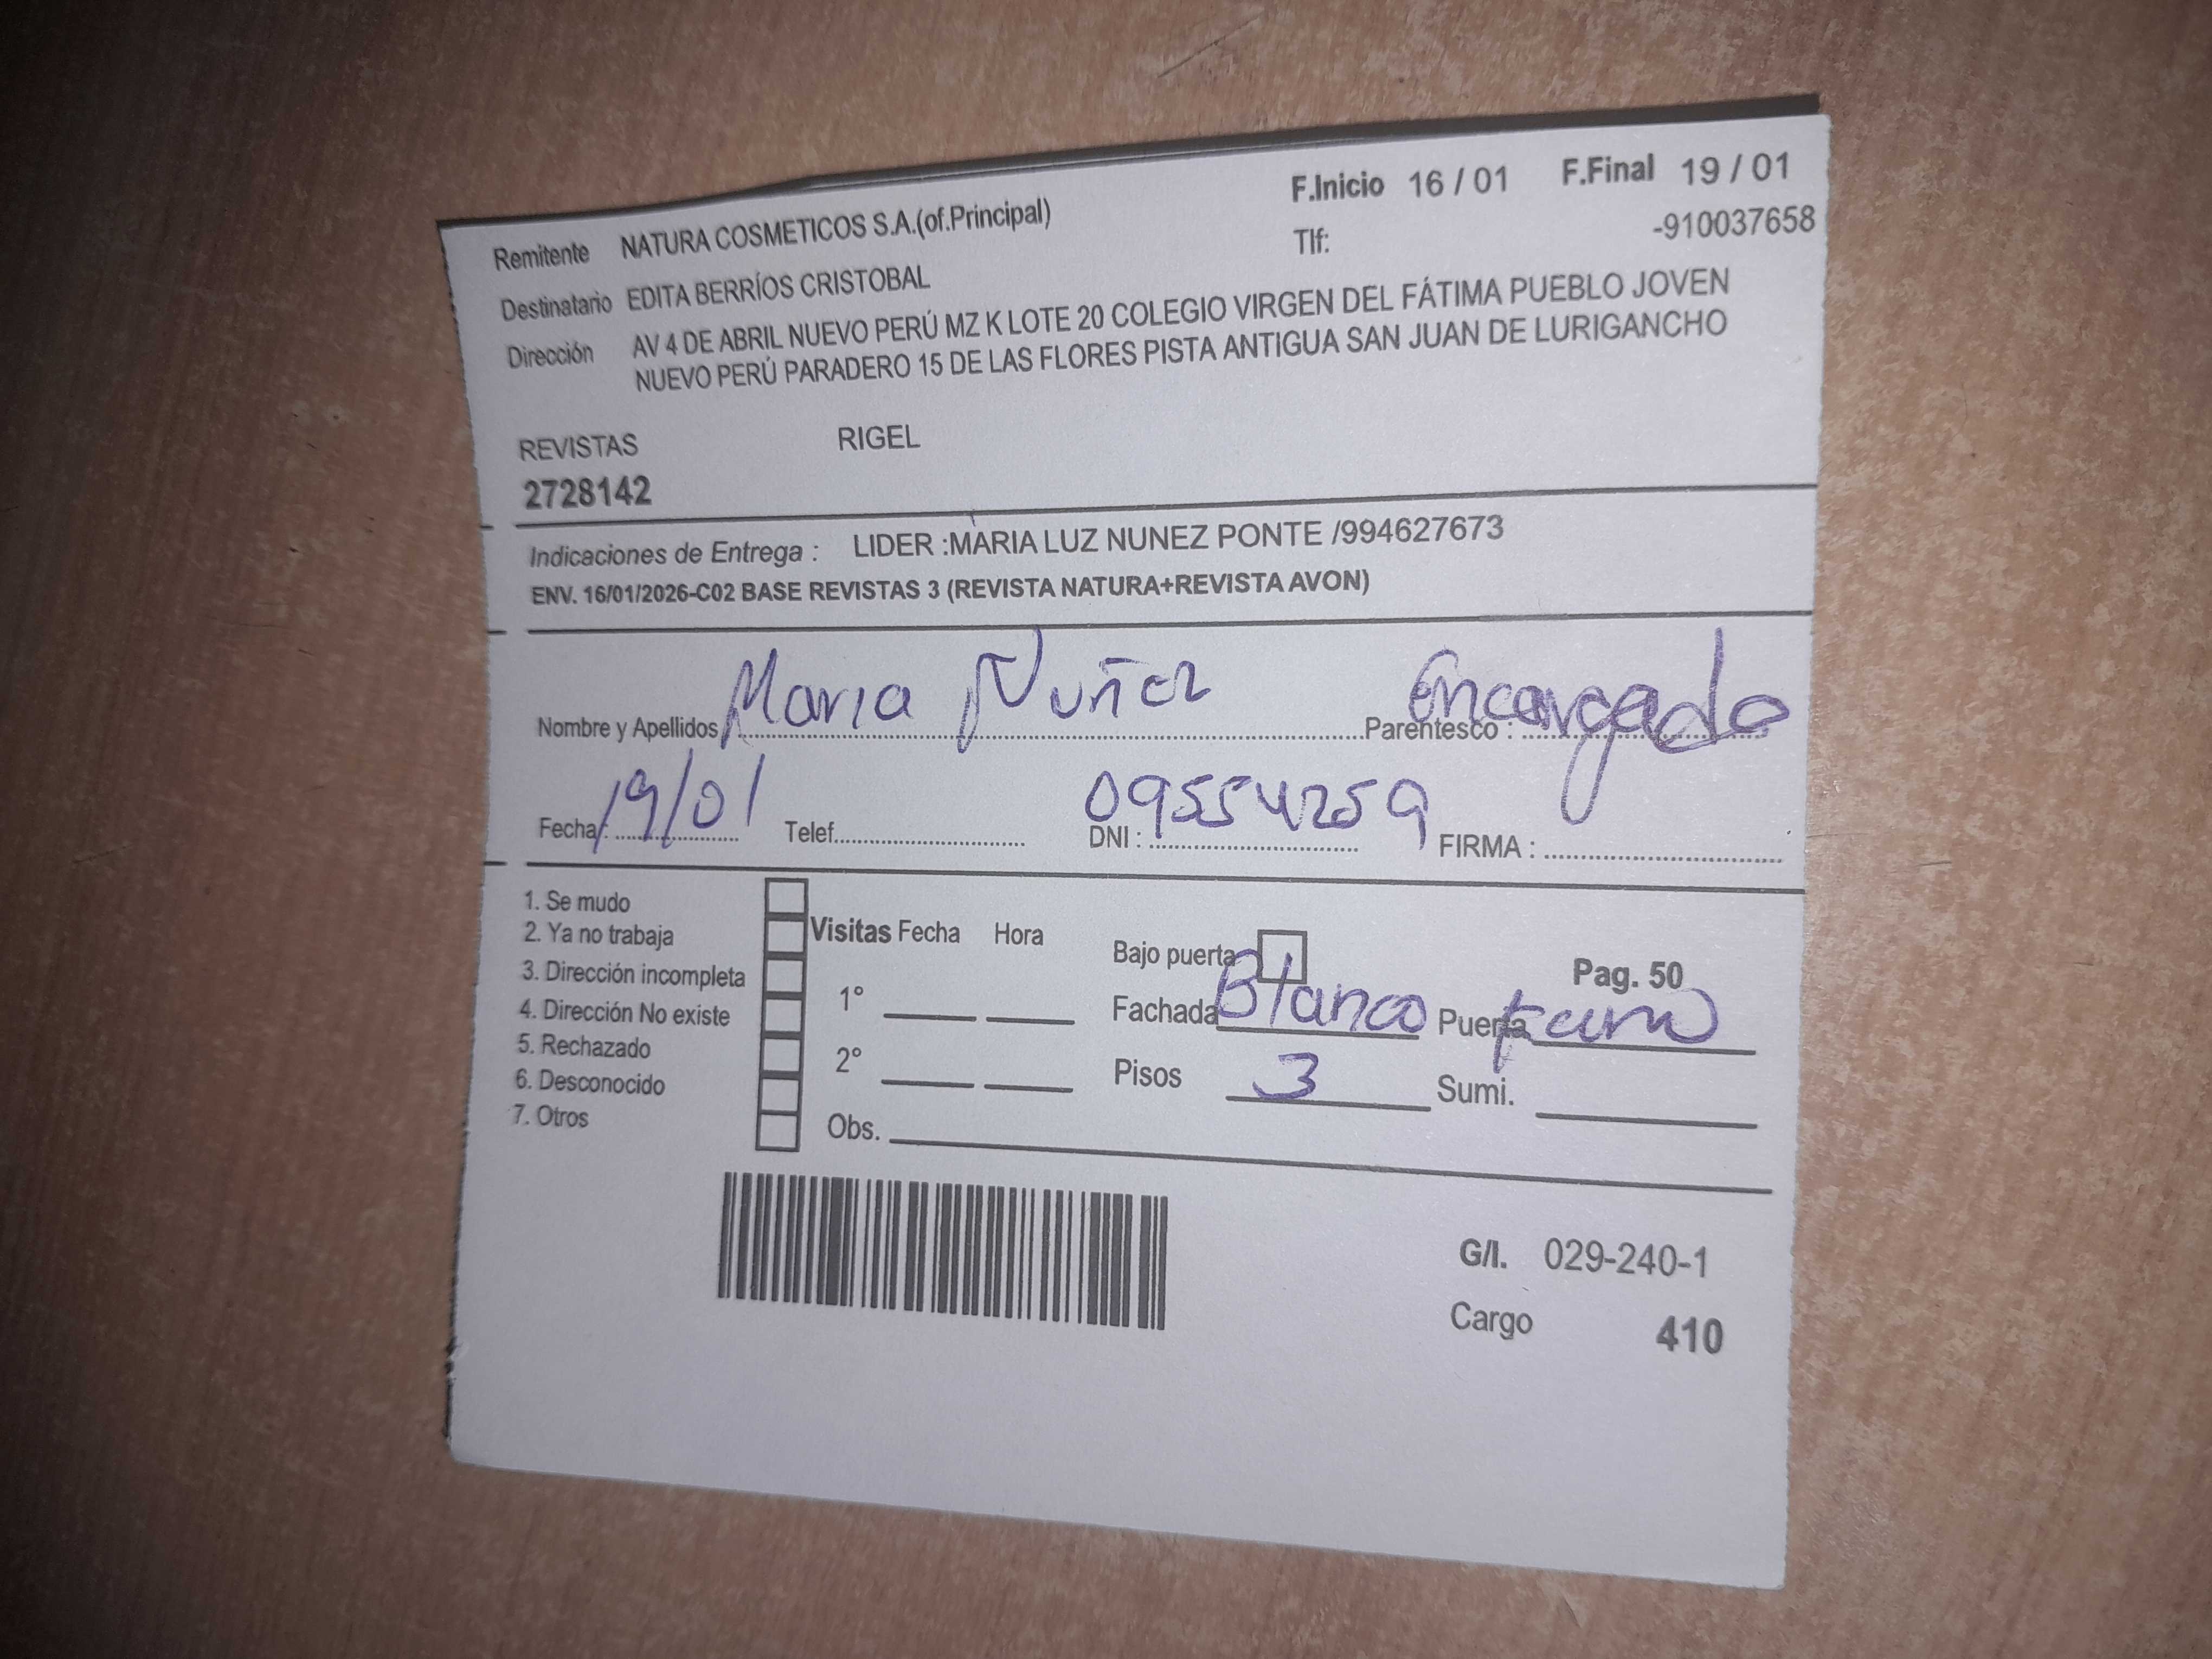 F.Inicio 16 / 01 F.Final 19 / 01
Remitente NATURA COSMETICOS S.A.(of.Principal) Tlf: -910037658
Destinatario EDITA BERRÍOS CRISTOBAL
Dirección AV 4 DE ABRIL NUEVO PERÚ MZ K LOTE 20 COLEGIO VIRGEN DEL FÁTIMA PUEBLO JOVEN
NUEVO PERÚ PARADERO 15 DE LAS FLORES PISTA ANTIGUA SAN JUAN DE LURIGANCHO
REVISTAS RIGEL
2728142
Indicaciones de Entrega : LIDER :MARIA LUZ NUNEZ PONTE /994627673
ENV. 16/01/2026-C02 BASE REVISTAS 3 (REVISTA NATURA+REVISTA AVON)
Nombre y Apellidos Maria Nuñez Parentesco : Encargado
Fecha: 19/01 Telef. DNI : 09554259 FIRMA :
1. Se mudo
2. Ya no trabaja Visitas Fecha Hora Bajo puerta
3. Dirección incompleta Pag. 50
4. Dirección No existe 1° Fachada Blanco Puerta
5. Rechazado
6. Desconocido 2° Pisos 3 Sumi.
7. Otros Obs.
G/I. 029-240-1
Cargo 410